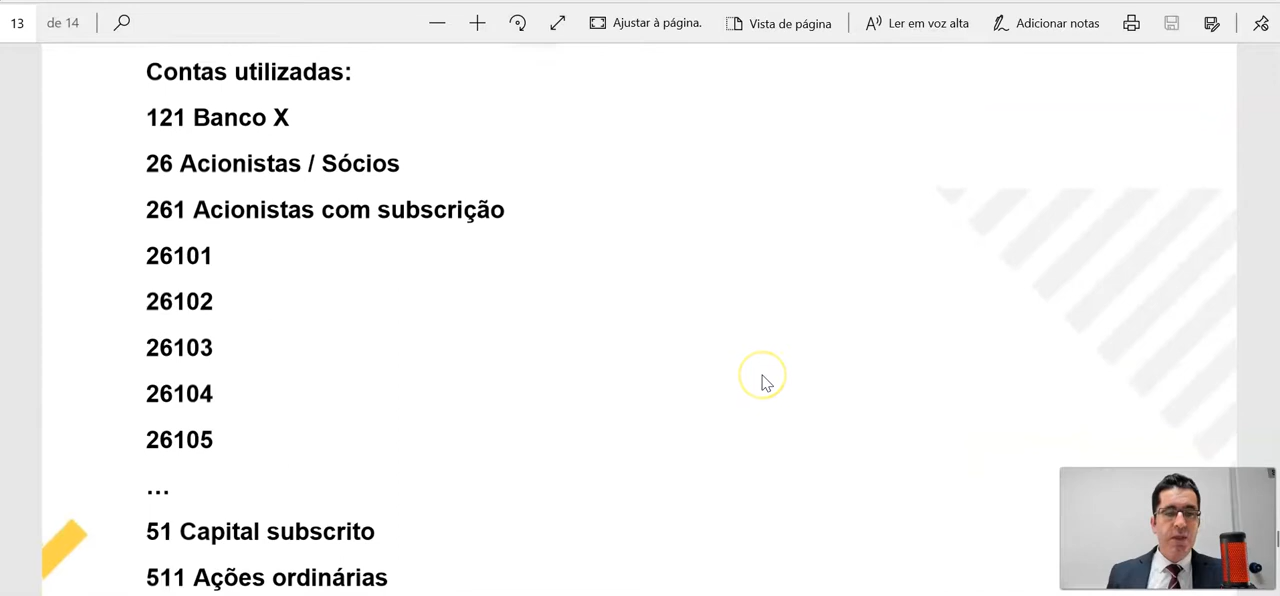 13 de 14 Ajustar à página. Vista de página Ler em voz alta Adicionar notas
Contas utilizadas:
121 Banco X
26 Acionistas / Sócios
261 Acionistas com subscrição
26101
26102
26103
26104
26105
...
51 Capital subscrito
511 Ações ordinárias